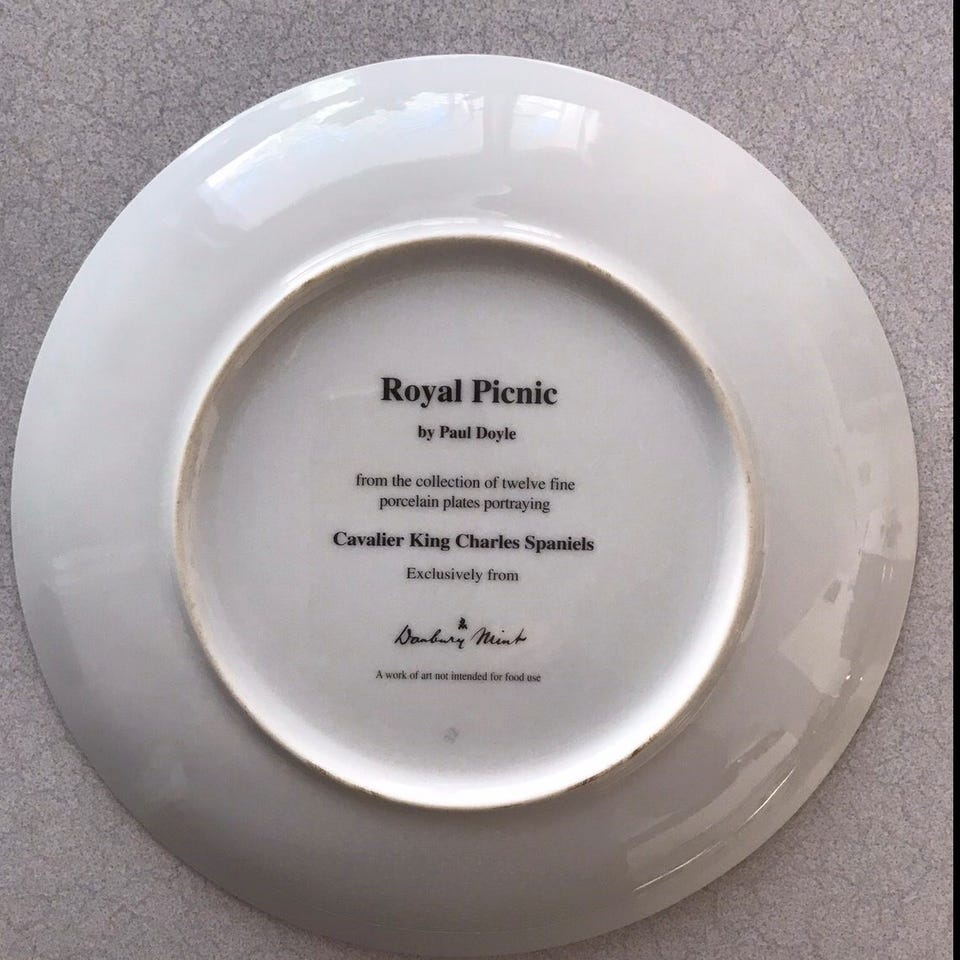 Royal Picnic
by Paul Doyle
from the collection of twelve fine
porcelain plates portraying
Cavalier King Charles Spaniels
Exclusively from
Danbury Mint
A work of art not intended for food use